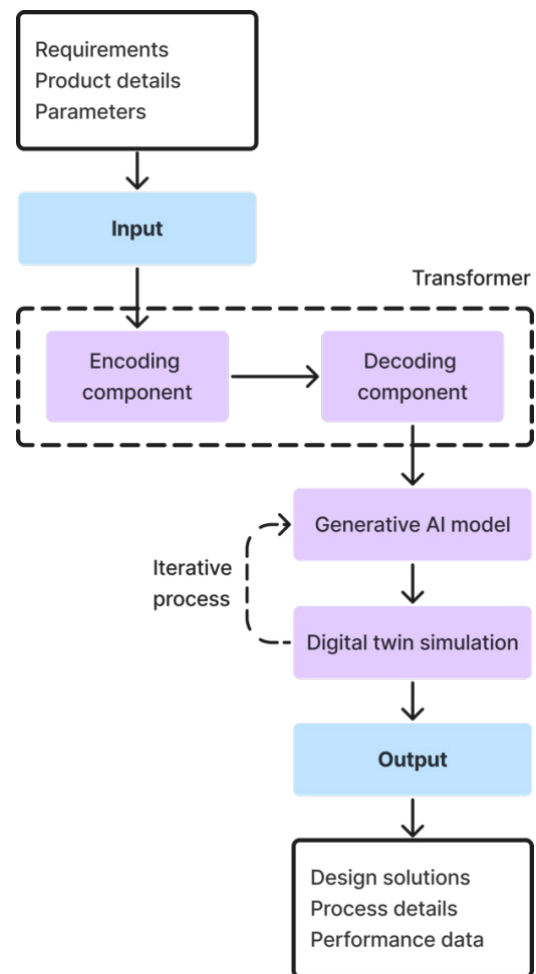 Requirements
Product details
Parameters
Input
Transformer
Encoding
component
Decoding
component
Generative AI model
Iterative
process
Digital twin simulation
Output
Design solutions
Process details
Performance data